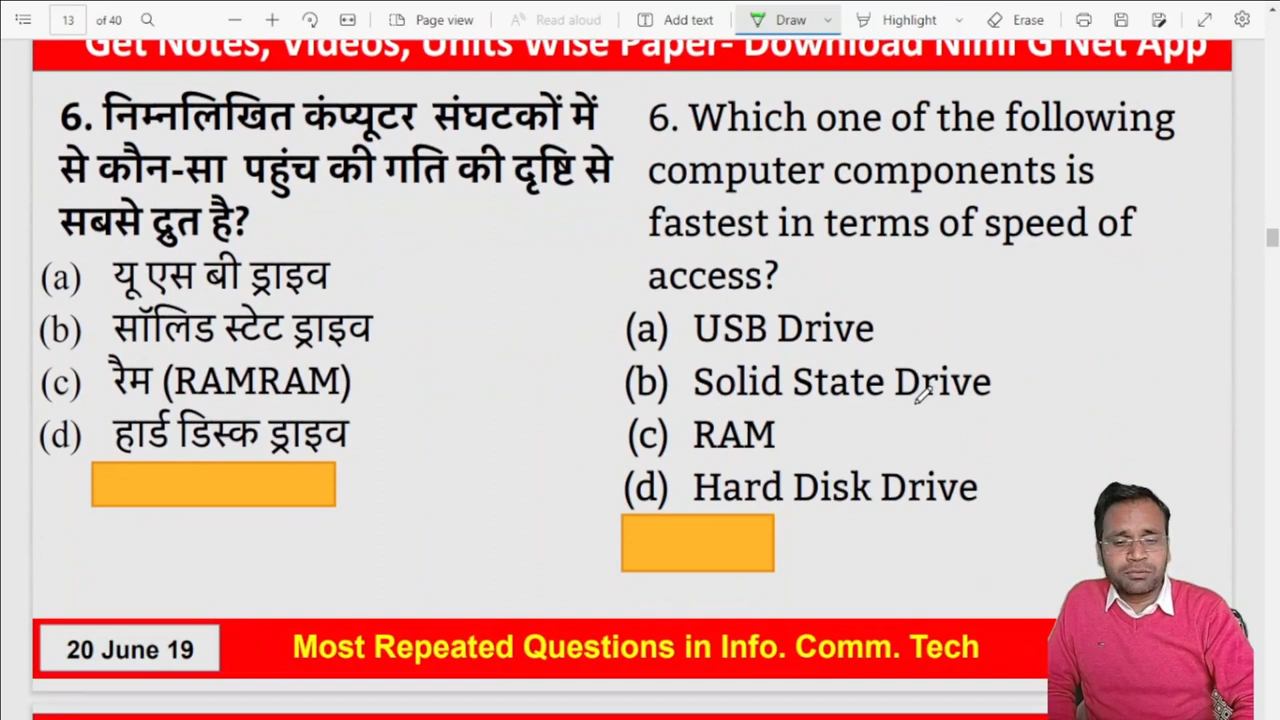 13 of 40 Page view Read aloud Add text Draw Highlight Erase
Get Notes, Videos, Units Wise Paper- Download Nimi G Net App
6. निम्नलिखित कंप्यूटर संघटकों में
से कौन-सा पहुंच की गति की दृष्टि से
सबसे द्रुत है?
(a) यू एस बी ड्राइव
(b) सॉलिड स्टेट ड्राइव
(c) रैम (RAMRAM)
(d) हार्ड डिस्क ड्राइव
6. Which one of the following
computer components is
fastest in terms of speed of
access?
(a) USB Drive
(b) Solid State Drive
(c) RAM
(d) Hard Disk Drive
20 June 19
Most Repeated Questions in Info. Comm. Tech